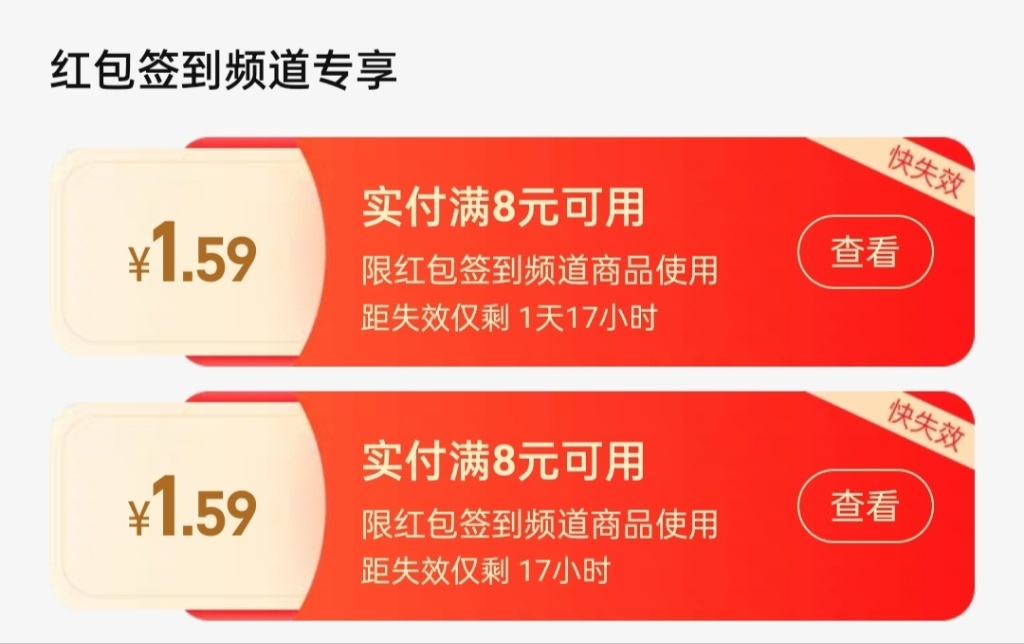 红包签到频道专享
快失效
¥1.59
实付满8元可用
限红包签到频道商品使用
距失效仅剩 1天17小时
查看
快失效
¥1.59
实付满8元可用
限红包签到频道商品使用
距失效仅剩 17小时
查看